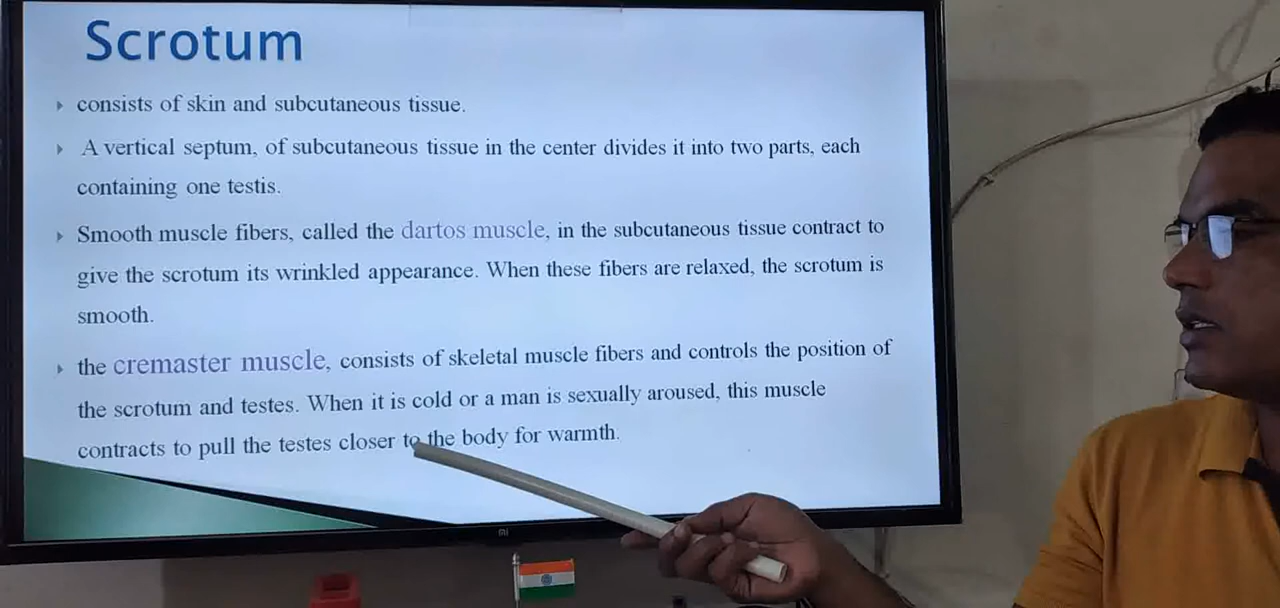 Scrotum
consists of skin and subcutaneous tissue.
A vertical septum, of subcutaneous tissue in the center divides it into two parts, each
containing one testis.
Smooth muscle fibers, called the dartos muscle, in the subcutaneous tissue contract to
give the scrotum its wrinkled appearance. When these fibers are relaxed, the scrotum is
smooth.
the cremaster muscle, consists of skeletal muscle fibers and controls the position of
the scrotum and testes. When it is cold or a man is sexually aroused, this muscle
contracts to pull the testes closer to the body for warmth.
mi